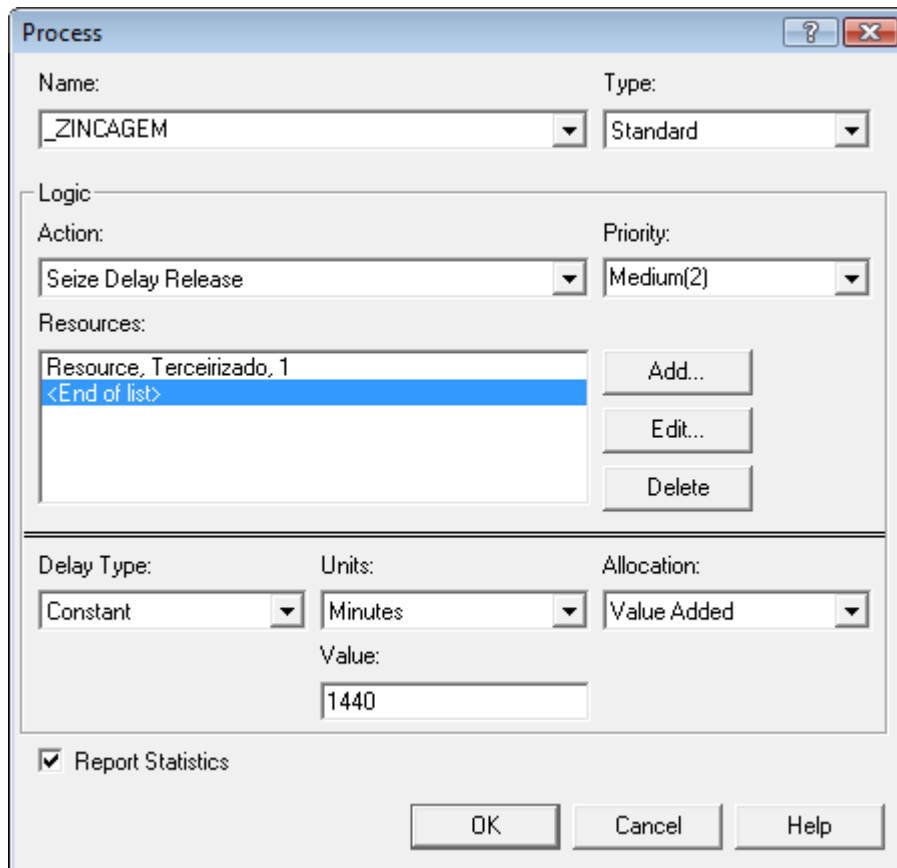 Process
Name:
Type:
_ZINCAGEM
Standard
Logic
Action:
Priority:
Seize Delay Release
Medium(2)
Resources:
Resource, Terceirizado, 1
<End of list>
Add...
Edit...
Delete
Delay Type:
Units:
Allocation:
Constant
Minutes
Value Added
Value:
1440
Report Statistics
OK
Cancel
Help